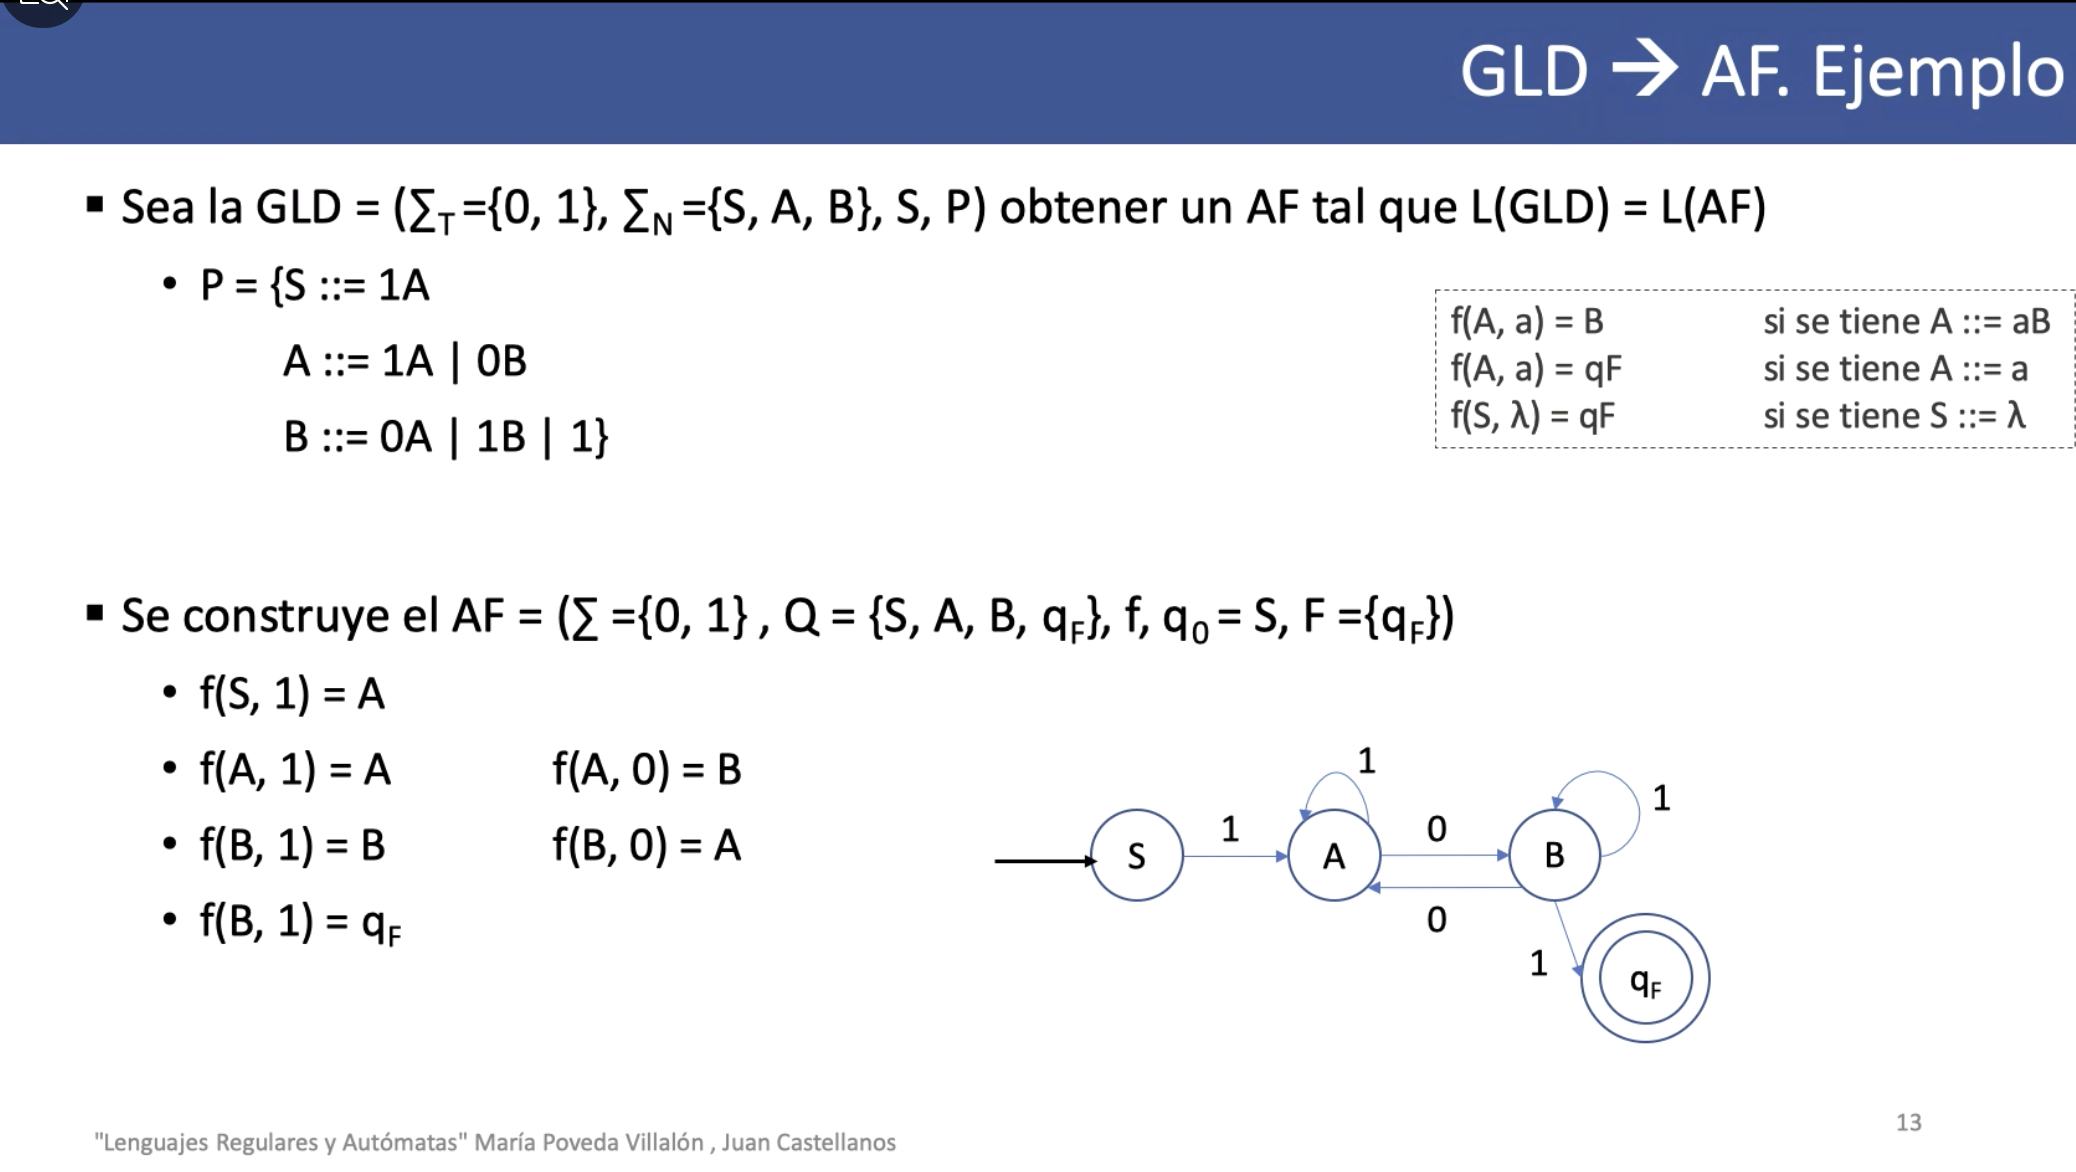 GLD → AF. Ejemplo
▪ Sea la GLD = (∑T ={0, 1}, ∑N ={S, A, B}, S, P) obtener un AF tal que L(GLD) = L(AF)
• P = {S ::= 1A
A ::= 1A | 0B
B ::= 0A | 1B | 1}
f(A, a) = B si se tiene A ::= aB
f(A, a) = qF si se tiene A ::= a
f(S, λ) = qF si se tiene S ::= λ
▪ Se construye el AF = (∑ ={0, 1} , Q = {S, A, B, qF}, f, q0 = S, F ={qF})
• f(S, 1) = A
• f(A, 1) = A f(A, 0) = B
• f(B, 1) = B f(B, 0) = A
• f(B, 1) = qF
1
1
1
0
S
A
B
0
1
qF
13
"Lenguajes Regulares y Autómatas" María Poveda Villalón , Juan Castellanos